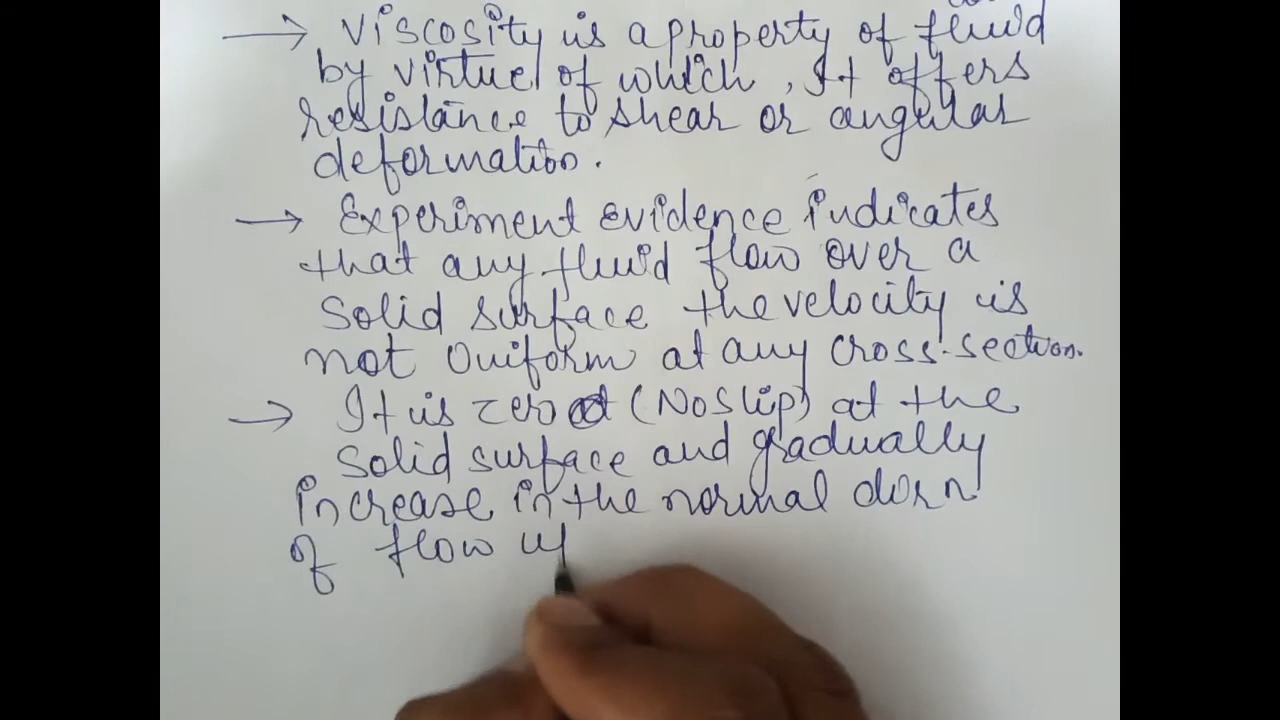 → Viscosity is a property of fluid
by virtue of which, It offers
resistance to shear or angular
deformation.
→ Experiment evidence indicates
that any fluid flow over a
solid surface the velocity is
not Uniform at any cross-section.
→ It is zero (No Slip) at the
solid surface and gradually
increase in the normal dirn
of flow